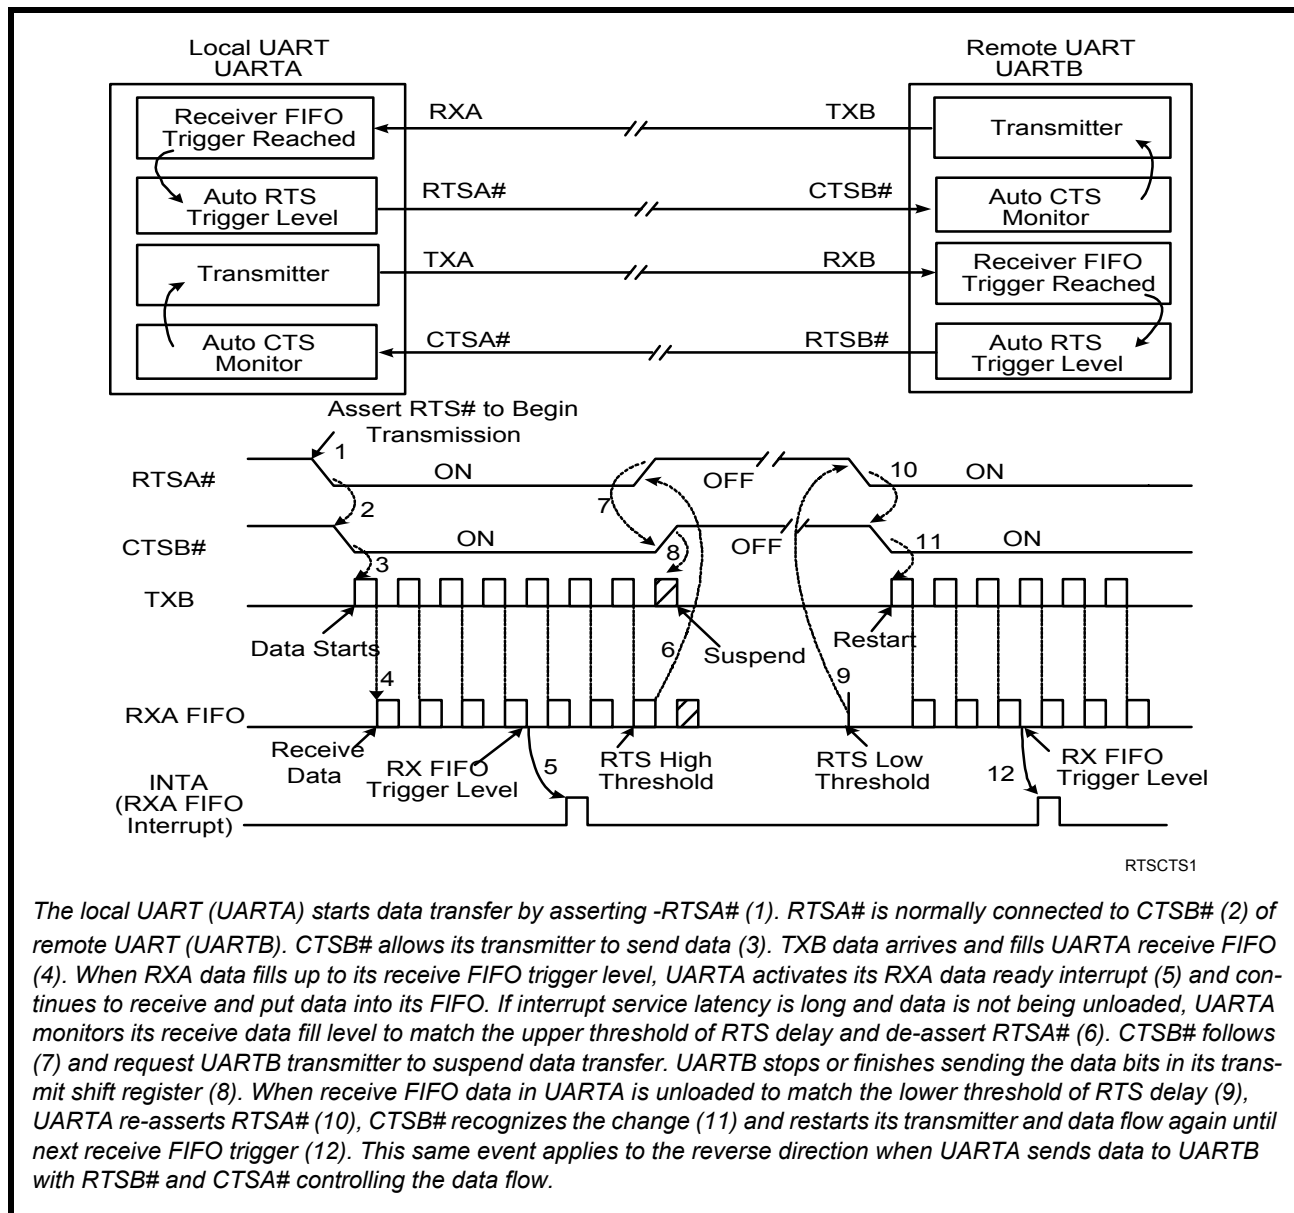 Local UART
UARTA
Remote UART
UARTB
Receiver FIFO
Trigger Reached
RXA
TXB
Transmitter
Auto RTS
Trigger Level
RTSA#
CTSB#
Auto CTS
Monitor
Transmitter
TXA
RXB
Receiver FIFO
Trigger Reached
Auto CTS
Monitor
CTSA#
RTSB#
Auto RTS
Trigger Level
Assert RTS# to Begin
Transmission
RTSA#
1
ON
7
OFF
10
ON
2
CTSB#
ON
8
OFF
11
ON
3
TXB
Data Starts
6
Suspend
Restart
4
9
RXA FIFO
Receive
Data
RX FIFO
Trigger Level
5
RTS High
Threshold
RTS Low
Threshold
12
RX FIFO
Trigger Level
INTA
(RXA FIFO
Interrupt)
RTSCTS1
The local UART (UARTA) starts data transfer by asserting -RTSA# (1). RTSA# is normally connected to CTSB# (2) of
remote UART (UARTB). CTSB# allows its transmitter to send data (3). TXB data arrives and fills UARTA receive FIFO
(4). When RXA data fills up to its receive FIFO trigger level, UARTA activates its RXA data ready interrupt (5) and con-
tinues to receive and put data into its FIFO. If interrupt service latency is long and data is not being unloaded, UARTA
monitors its receive data fill level to match the upper threshold of RTS delay and de-assert RTSA# (6). CTSB# follows
(7) and request UARTB transmitter to suspend data transfer. UARTB stops or finishes sending the data bits in its trans-
mit shift register (8). When receive FIFO data in UARTA is unloaded to match the lower threshold of RTS delay (9),
UARTA re-asserts RTSA# (10), CTSB# recognizes the change (11) and restarts its transmitter and data flow again until
next receive FIFO trigger (12). This same event applies to the reverse direction when UARTA sends data to UARTB
with RTSB# and CTSA# controlling the data flow.